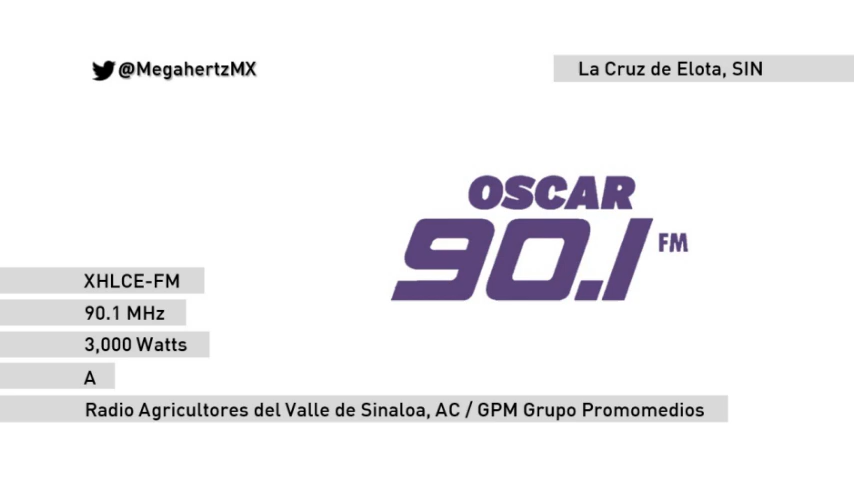 @MegahertzMX
La Cruz de Elota, SIN
OSCAR
90.1 FM
XHLCE-FM
90.1 MHz
3,000 Watts
A
Radio Agricultores del Valle de Sinaloa, AC / GPM Grupo Promomedios